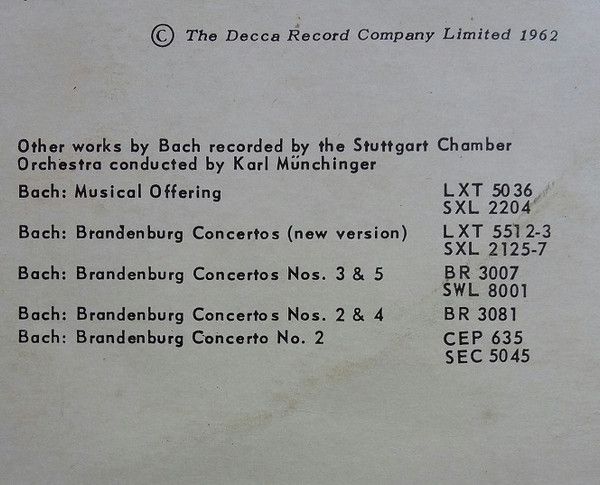 © The Decca Record Company Limited 1962
Other works by Bach recorded by the Stuttgart Chamber
Orchestra conducted by Karl Münchinger
Bach: Musical Offering LXT 5036
SXL 2204
Bach: Brandenburg Concertos (new version) LXT 5512-3
SXL 2125-7
Bach: Brandenburg Concertos Nos. 3 & 5 BR 3007
SWL 8001
Bach: Brandenburg Concertos Nos. 2 & 4 BR 3081
Bach: Brandenburg Concerto No. 2 CEP 635
SEC 5045